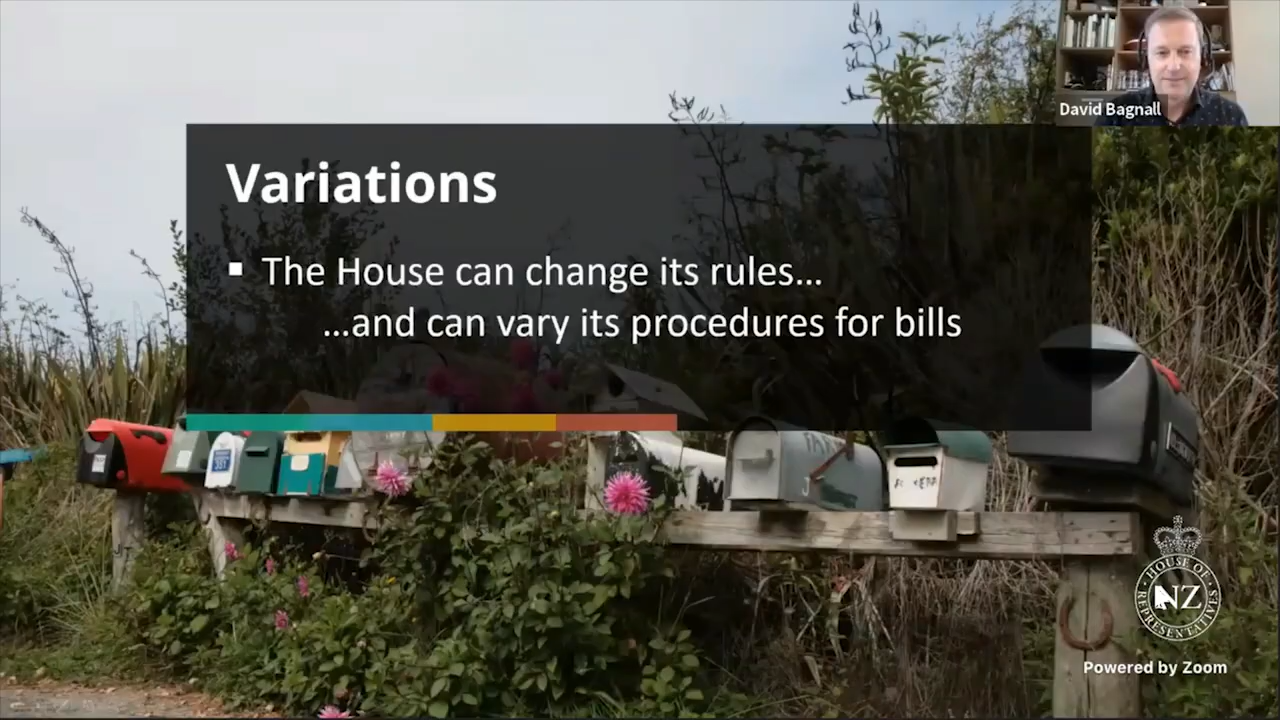 David Bagnall
Variations
▪ The House can change its rules...
...and can vary its procedures for bills
HOUSE OF
NZ
REPRESENTATIVES
Powered by Zoom